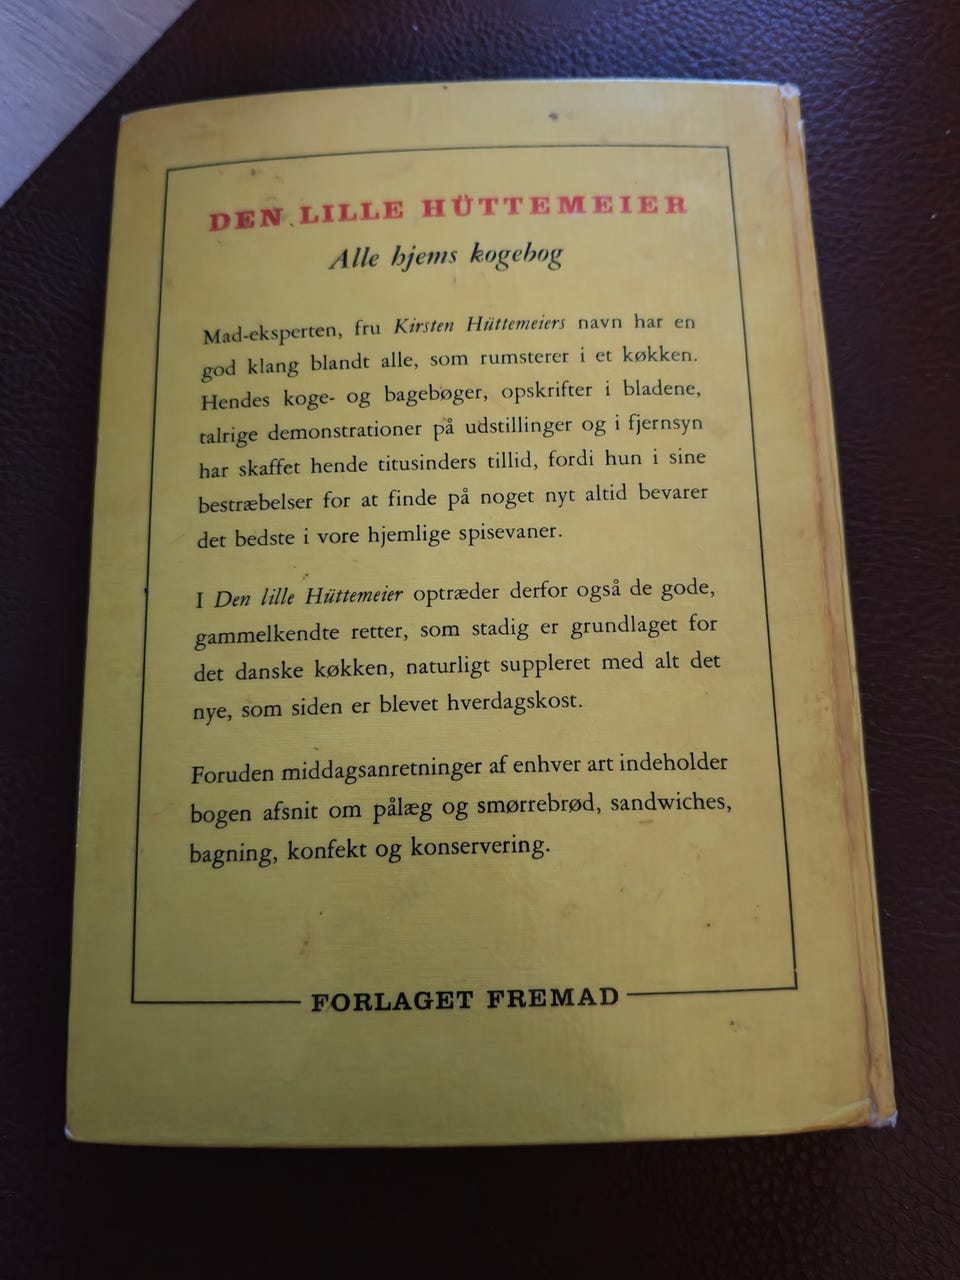 DEN LILLE HÜTTEMEIER
Alle hjems kogebog
Mad-eksperten, fru Kirsten Hüttemeiers navn har en
god klang blandt alle, som rumsterer i et køkken.
Hendes koge- og bagebøger, opskrifter i bladene,
talrige demonstrationer på udstillinger og i fjernsyn
har skaffet hende titusinders tillid, fordi hun i sine
bestræbelser for at finde på noget nyt altid bevarer
det bedste i vore hjemlige spisevaner.
I Den lille Hüttemeier optræder derfor også de gode,
gammelkendte retter, som stadig er grundlaget for
det danske køkken, naturligt suppleret med alt det
nye, som siden er blevet hverdagskost.
Foruden middagsanretninger af enhver art indeholder
bogen afsnit om pålæg og smørrebrød, sandwiches,
bagning, konfekt og konservering.
FORLAGET FREMAD